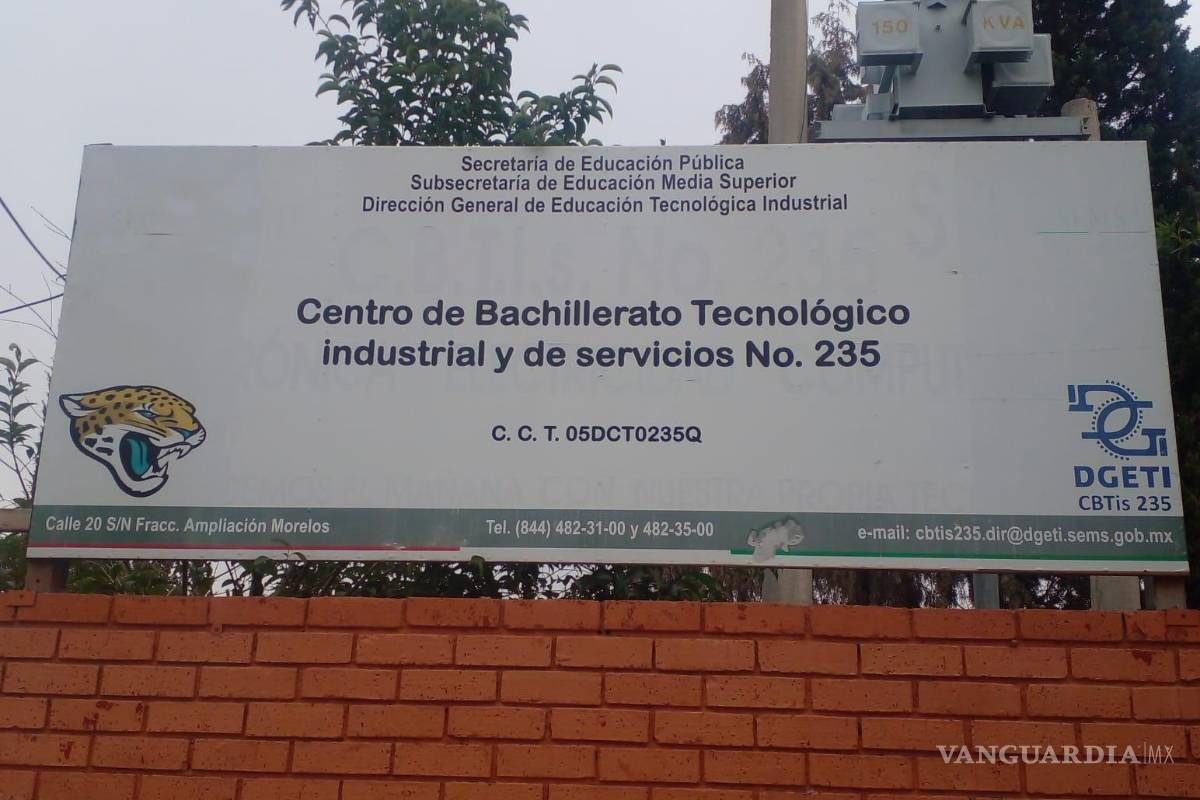 150 KVA
Secretaría de Educación Pública
Subsecretaría de Educación Media Superior
Dirección General de Educación Tecnológica Industrial
C.B.T.i.s. No. 235
Centro de Bachillerato Tecnológico
industrial y de servicios No. 235
C. C. T. 05DCT0235Q
DGETI
CBTis 235
Calle 20 S/N Fracc. Ampliación Morelos
Tel. (844) 482-31-00 y 482-35-00
e-mail: cbtis235.dir@dgeti.sems.gob.mx
VANGUARDIA|MX